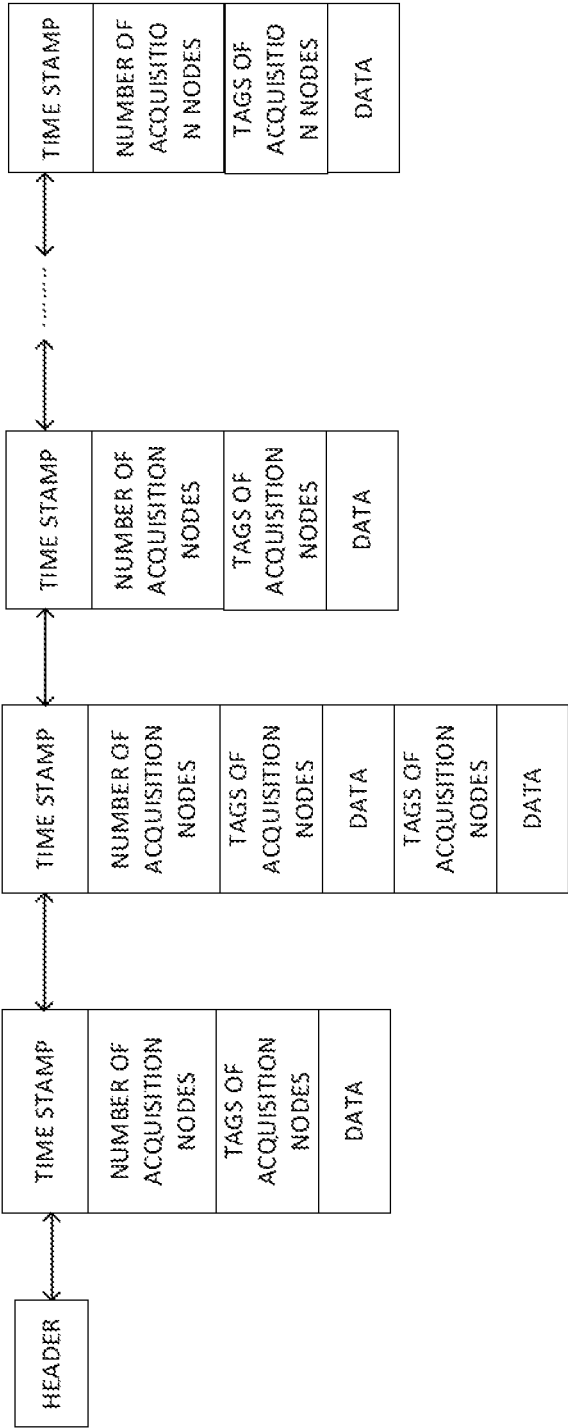 HEADER
TIME STAMP
NUMBER OF
ACQUISITION
NODES
TAGS OF
ACQUISITION
NODES
DATA
TIME STAMP
NUMBER OF
ACQUISITION
NODES
TAGS OF
ACQUISITION
NODES
DATA
TAGS OF
ACQUISITION
NODES
DATA
TIME STAMP
NUMBER OF
ACQUISITION
NODES
TAGS OF
ACQUISITION
NODES
DATA
.........
TIME STAMP
NUMBER OF
ACQUISITIO
N NODES
TAGS OF
ACQUISITIO
N NODES
DATA